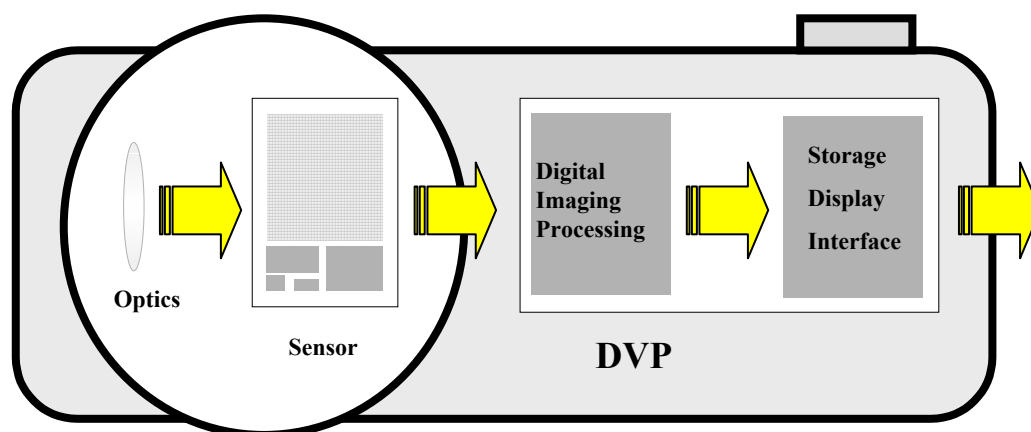 Optics
Sensor
Digital
Imaging
Processing
Storage
Display
Interface
DVP